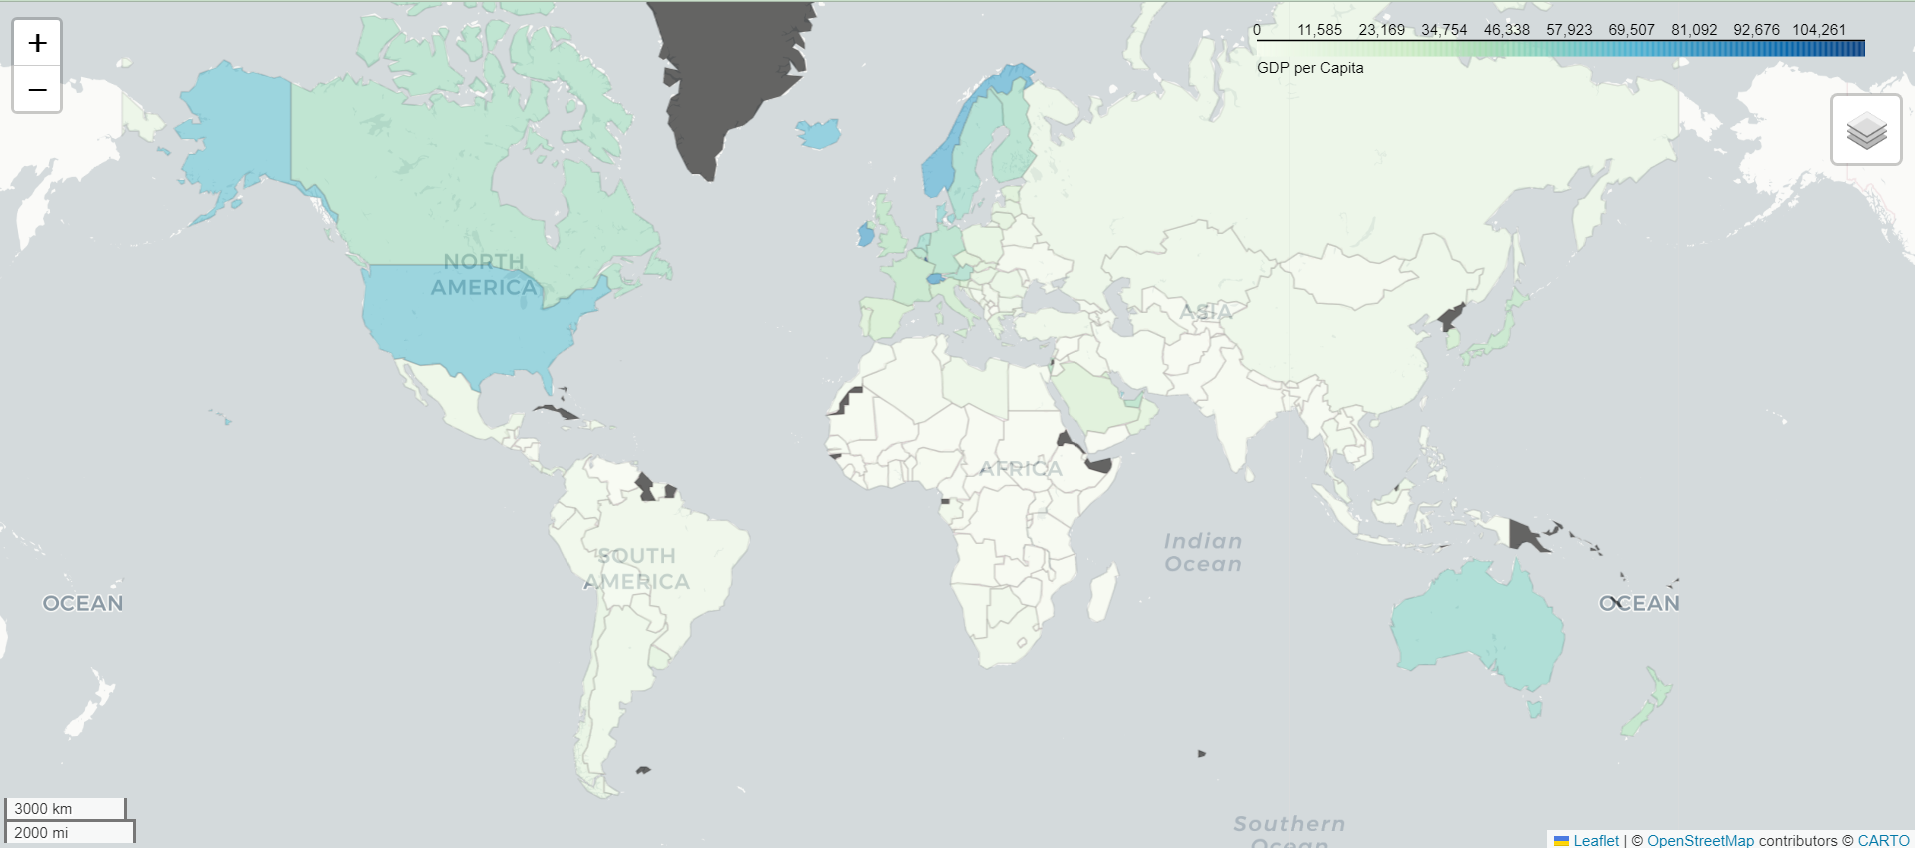 +
−
0 11,585 23,169 34,754 46,338 57,923 69,507 81,092 92,676 104,261
GDP per Capita
NORTH
AMERICA
ASIA
AFRICA
SOUTH
AMERICA
Indian
Ocean
OCEAN
OCEAN
3000 km
2000 mi
Southern
Ocean
Leaflet | © OpenStreetMap contributors © CARTO